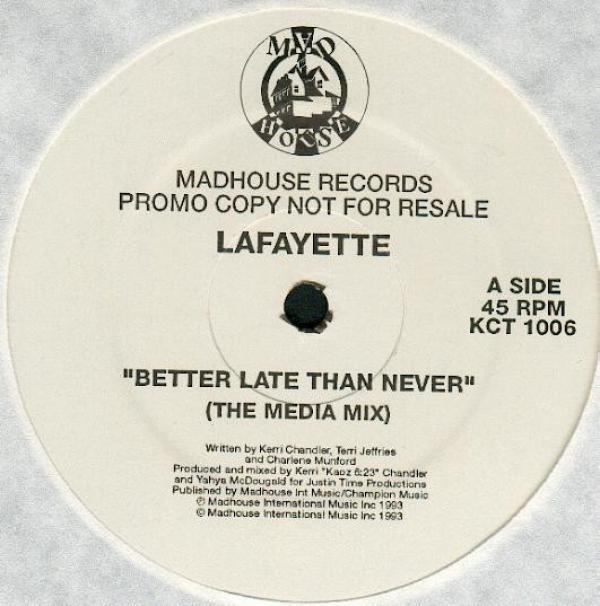 MAD
HOUSE
MADHOUSE RECORDS
PROMO COPY NOT FOR RESALE
LAFAYETTE
A SIDE
45 RPM
KCT 1006
"BETTER LATE THAN NEVER"
(THE MEDIA MIX)
Written by Kerri Chandler, Terri Jeffries
and Charlene Munford
Produced and mixed by Kerri "Kaoz 6:23" Chandler
and Yahya McDougald for Justin Time Productions
Published by Madhouse Int Music/Champion Music
℗ Madhouse International Music Inc 1993
© Madhouse International Music Inc 1993